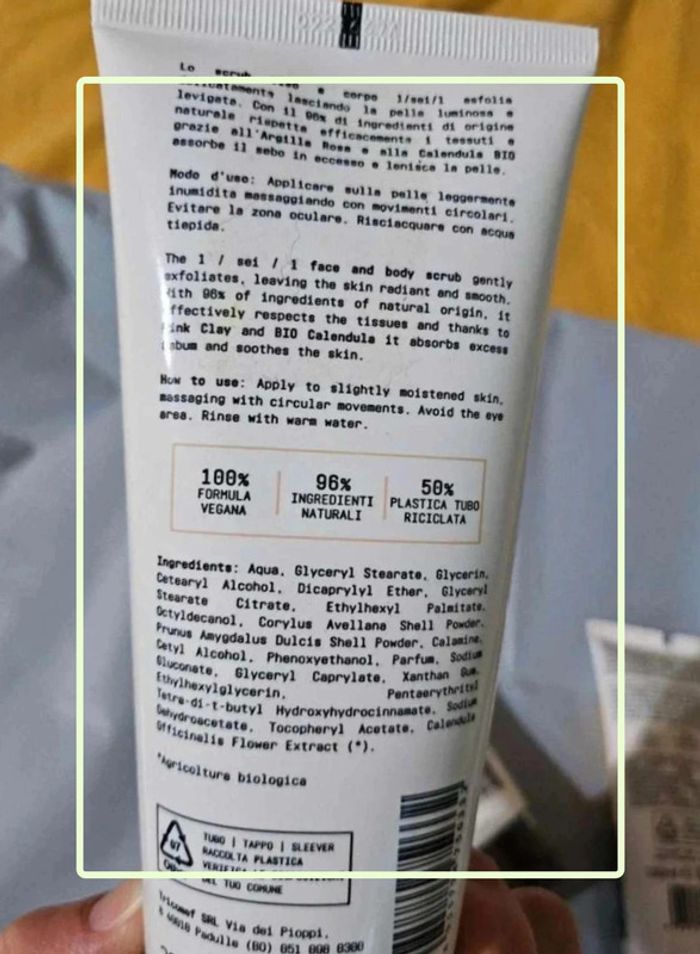 Lo scrub viso e corpo 1/sei/1 esfolia
delicatamente lasciando la pelle luminosa e
levigata. Con il 96% di ingredienti di origine
naturale rispetta efficacemente i tessuti e
grazie all'Argilla Rosa e alla Calendula BIO
assorbe il sebo in eccesso e lenisce la pelle.
Modo d'uso: Applicare sulla pelle leggermente
inumidita massaggiando con movimenti circolari.
Evitare la zona oculare. Risciacquare con acqua
tiepida.
The 1 / sei / 1 face and body scrub gently
exfoliates, leaving the skin radiant and smooth.
With 96% of ingredients of natural origin, it
effectively respects the tissues and thanks to
Pink Clay and BIO Calendula it absorbs excess
sebum and soothes the skin.
How to use: Apply to slightly moistened skin,
massaging with circular movements. Avoid the eye
area. Rinse with warm water.
100%
FORMULA
VEGANA
96%
INGREDIENTI
NATURALI
50%
PLASTICA TUBO
RICICLATA
Ingredients: Aqua, Glyceryl Stearate, Glycerin,
Cetearyl Alcohol, Dicaprylyl Ether, Glyceryl
Stearate Citrate, Ethylhexyl Palmitate,
Octyldecanol, Corylus Avellana Shell Powder,
Prunus Amygdalus Dulcis Shell Powder, Calamine,
Cetyl Alcohol, Phenoxyethanol, Parfum, Sodium
Gluconate, Glyceryl Caprylate, Xanthan Gum,
Ethylhexylglycerin, Pentaerythrityl
Tetra-di-t-butyl Hydroxyhydrocinnamate, Sodium
Dehydroacetate, Tocopheryl Acetate, Calendula
Officinalis Flower Extract (*).
*Agricoltura biologica
07
TUBO | TAPPO | SLEEVER
RACCOLTA PLASTICA
VERIFICA LE DISPOSIZIONI
DEL TUO COMUNE
Tricomef SRL Via dei Pioppi,
Padulle (BO) 051